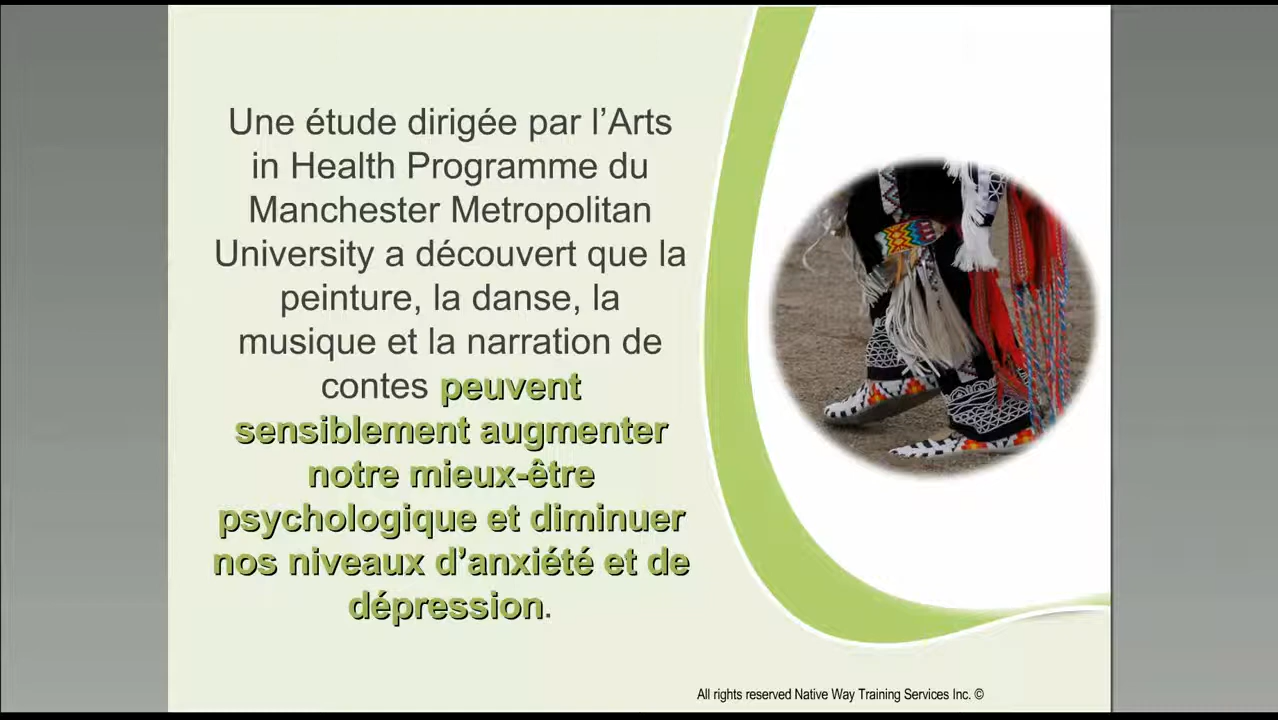 Une étude dirigée par l’Arts
in Health Programme du
Manchester Metropolitan
University a découvert que la
peinture, la danse, la
musique et la narration de
contes peuvent
sensiblement augmenter
notre mieux-être
psychologique et diminuer
nos niveaux d’anxiété et de
dépression.
All rights reserved Native Way Training Services Inc. ©